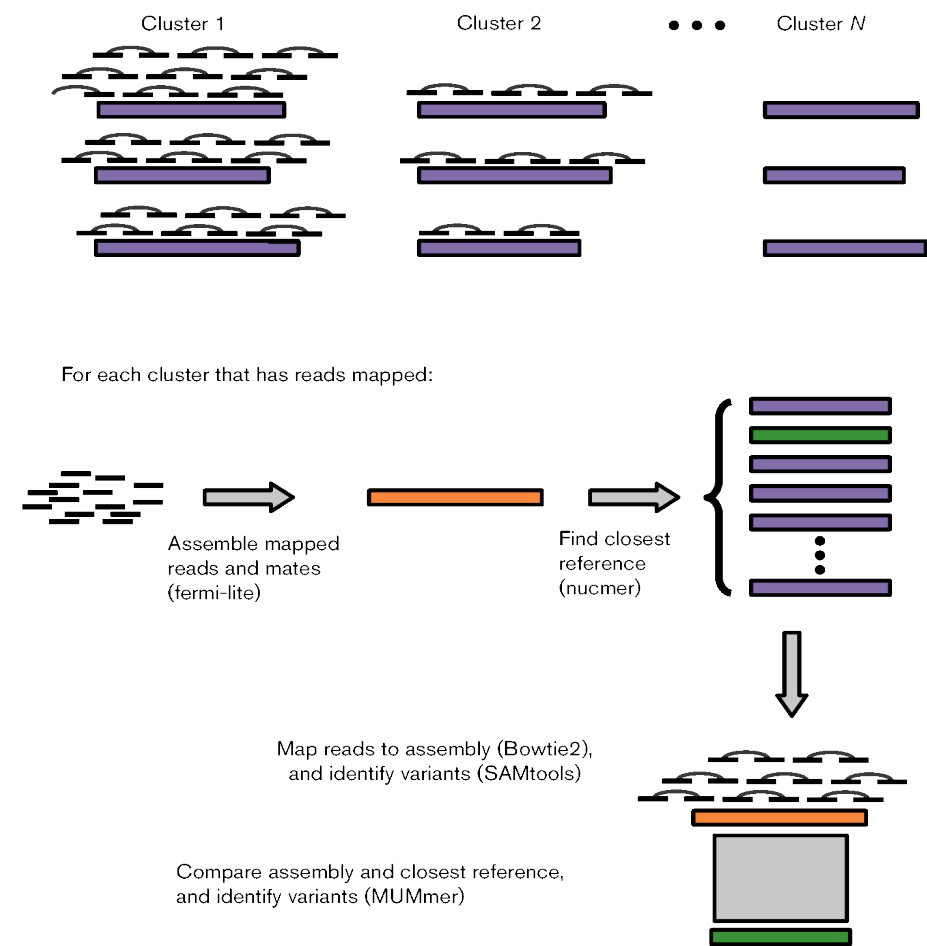 Cluster 1
Cluster 2
Cluster N
For each cluster that has reads mapped:
Assemble mapped
reads and mates
(fermi-lite)
Find closest
reference
(nucmer)
Map reads to assembly (Bowtie2),
and identify variants (SAMtools)
Compare assembly and closest reference,
and identify variants (MUMmer)